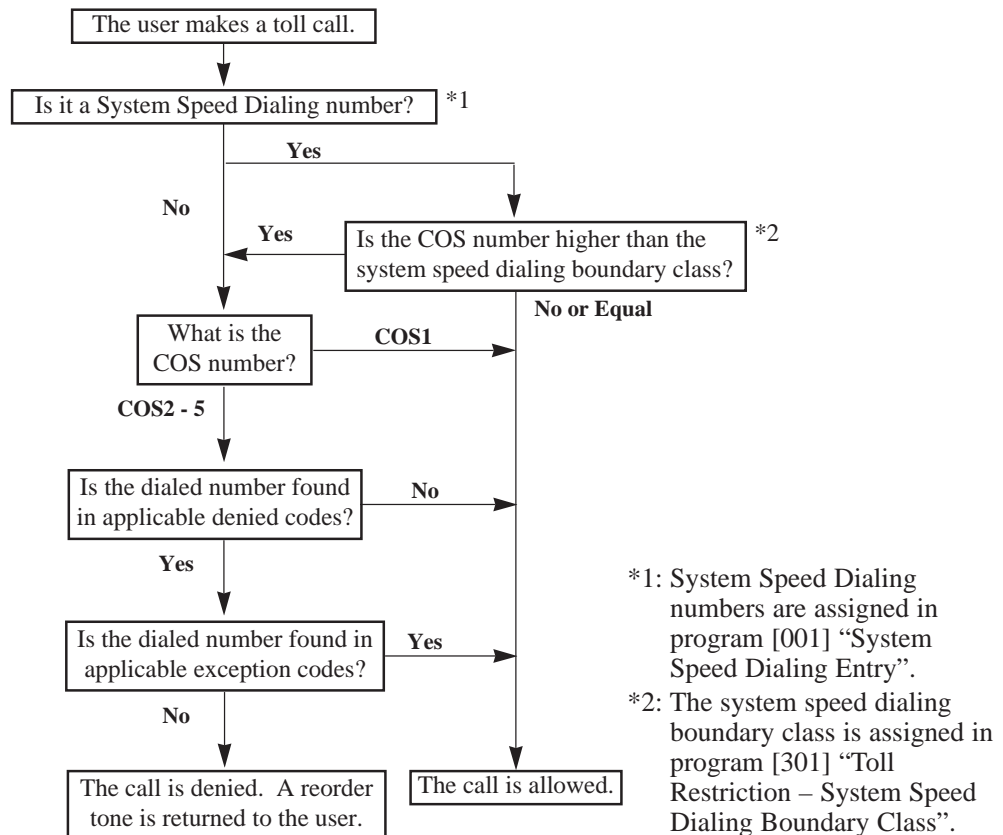 The user makes a toll call.
Is it a System Speed Dialing number? *1
Yes
No
Yes
Is the COS number higher than the
system speed dialing boundary class?
*2
No or Equal
What is the
COS number?
COS1
COS2 - 5
Is the dialed number found
in applicable denied codes?
No
Yes
Is the dialed number found in
applicable exception codes?
Yes
No
The call is denied. A reorder
tone is returned to the user.
The call is allowed.
*1: System Speed Dialing
numbers are assigned in
program [001] “System
Speed Dialing Entry”.
*2: The system speed dialing
boundary class is assigned in
program [301] “Toll
Restriction – System Speed
Dialing Boundary Class”.